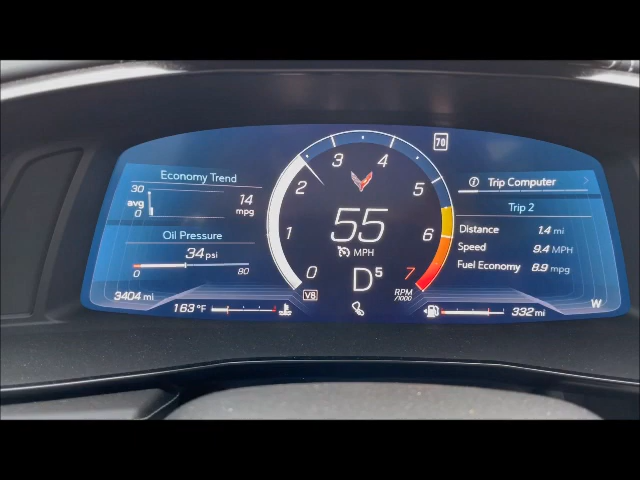 70
Economy Trend
30
avg
0
14
mpg
Oil Pressure
34 psi
0 80
3404 mi
163 °F
0 1 2 3 4 5 6 7
55
MPH
D5
V8
RPM
/1000
Trip Computer
Trip 2
Distance 1.4 mi
Speed 9.4 MPH
Fuel Economy 8.9 mpg
332 mi
W